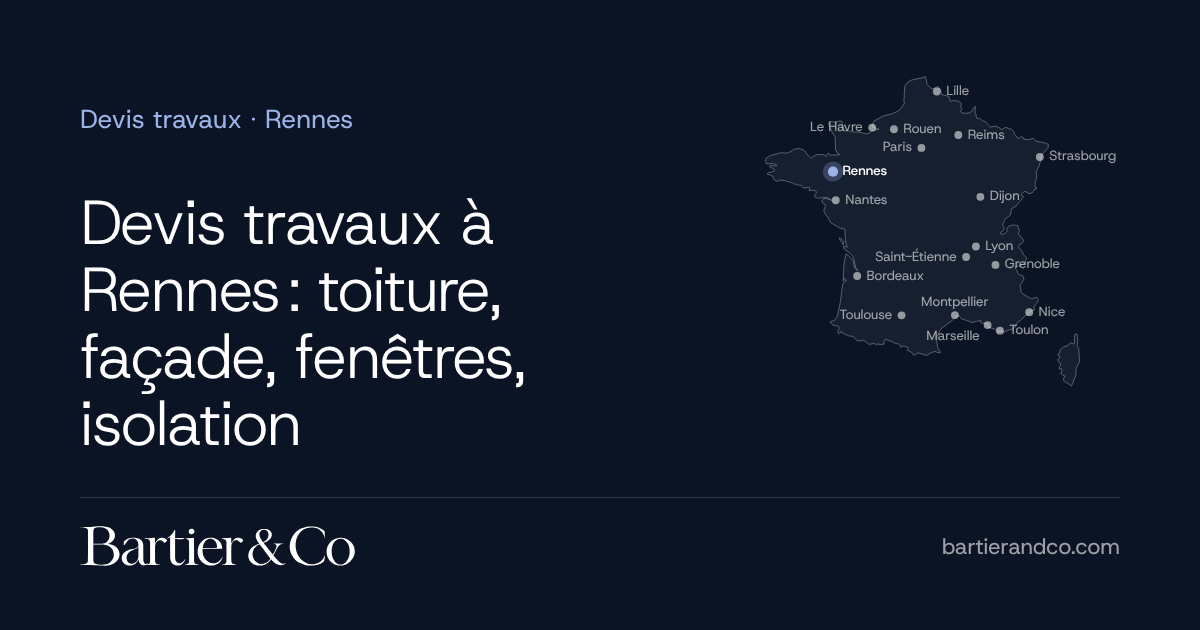 Devis travaux · Rennes
Devis travaux à
Rennes : toiture,
façade, fenêtres,
isolation
Lille
Le Havre
Rouen
Reims
Paris
Strasbourg
Rennes
Nantes
Dijon
Lyon
Saint-Étienne
Grenoble
Bordeaux
Montpellier
Toulouse
Nice
Marseille
Toulon
Bartier & Co
bartierandco.com